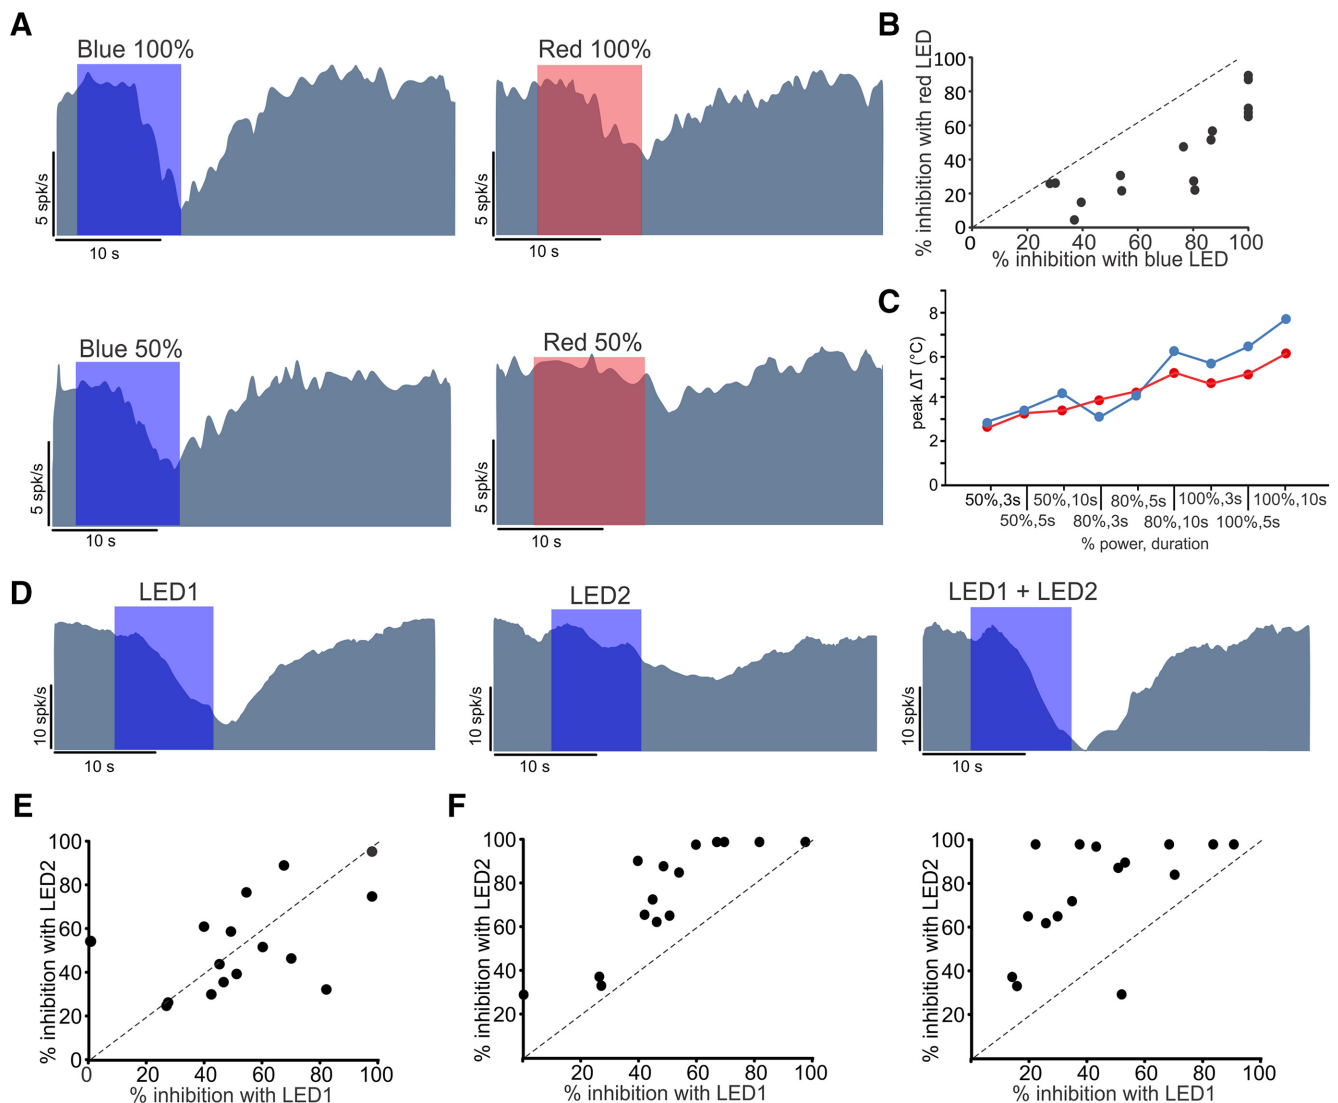 A
Blue 100%
5 spk/s
10 s
Red 100%
5 spk/s
10 s
B
% inhibition with red LED
100
80
60
40
20
0
0 20 40 60 80 100
% inhibition with blue LED
Blue 50%
5 spk/s
10 s
Red 50%
5 spk/s
10 s
C
peak ΔT (°C)
8
6
4
2
0
50%,3s 50%,10s 80%,5s 100%,3s 100%,10s
50%,5s 80%,3s 80%,10s 100%,5s
% power, duration
D
LED1
10 spk/s
10 s
LED2
10 spk/s
10 s
LED1 + LED2
10 spk/s
10 s
E
% inhibition with LED2
100
80
60
40
20
0
0 20 40 60 80 100
% inhibition with LED1
F
% inhibition with LED2
100
80
60
40
20
20 40 60 80 100
% inhibition with LED1
% inhibition with LED2
100
80
60
40
20
20 40 60 80 100
% inhibition with LED1